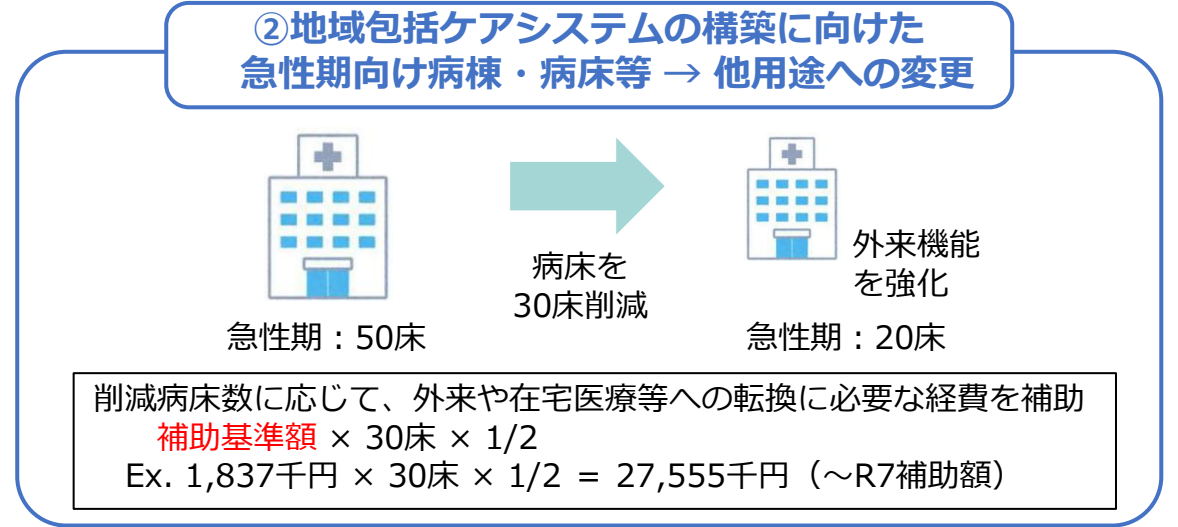 ②地域包括ケアシステムの構築に向けた
急性期向け病棟・病床等 → 他用途への変更
病床を
30床削減
外来機能
を強化
急性期：50床
急性期：20床
削減病床数に応じて、外来や在宅医療等への転換に必要な経費を補助
補助基準額 × 30床 × 1/2
Ex. 1,837千円 × 30床 × 1/2 ＝ 27,555千円（～R7補助額）